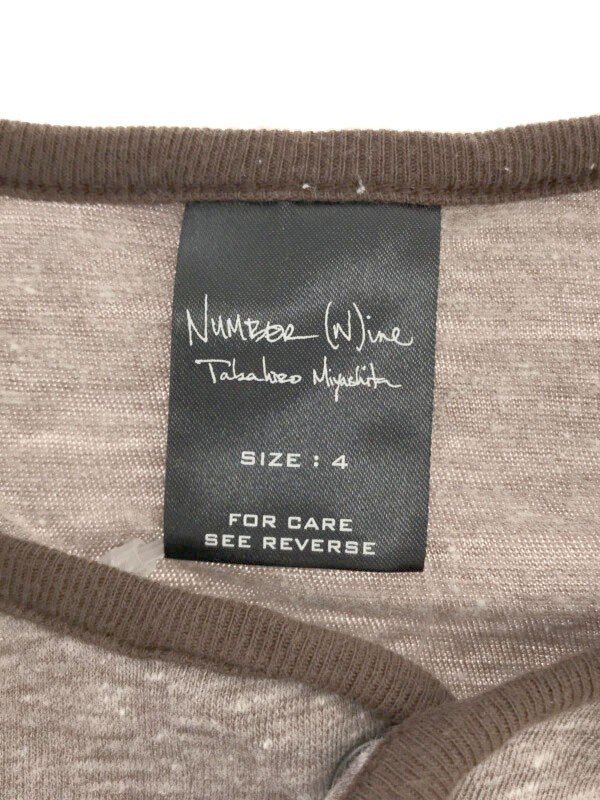 NUMBER (N)ine
Takahiro Miyashita
SIZE : 4
FOR CARE
SEE REVERSE